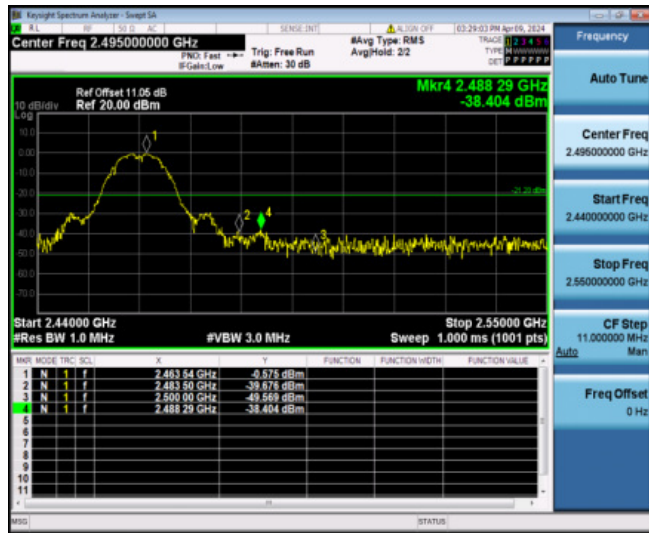 Keysight Spectrum Analyzer - Swept SA
RL RF 50 Ω AC SENSE:INT ALIGN OFF 03:29:03 PM Apr 09, 2024
Center Freq 2.495000000 GHz
PNO: Fast
IFGain:Low
Trig: Free Run
#Atten: 30 dB
#Avg Type: RMS
Avg|Hold: 2/2
TRACE 1 2 3 4 5 6
TYPE M W W W W W
DET P P P P P P
Ref Offset 11.05 dB
Ref 20.00 dBm
10 dB/div
Log
Mkr4 2.488 29 GHz
-38.404 dBm
10.0
0.00
-10.0
-20.0
-30.0
-40.0
-50.0
-60.0
-70.0
1
2
4
3
-21.20 dBm
Start 2.44000 GHz
#Res BW 1.0 MHz
#VBW 3.0 MHz
Stop 2.55000 GHz
Sweep 1.000 ms (1001 pts)
MKR MODE TRC SCL X Y FUNCTION FUNCTION WIDTH FUNCTION VALUE
1 N 1 f 2.463 54 GHz -0.575 dBm
2 N 1 f 2.483 50 GHz -39.676 dBm
3 N 1 f 2.500 00 GHz -49.569 dBm
4 N 1 f 2.488 29 GHz -38.404 dBm
5
6
7
8
9
10
11
MSG STATUS
Frequency
Auto Tune
Center Freq
2.495000000 GHz
Start Freq
2.440000000 GHz
Stop Freq
2.550000000 GHz
CF Step
11.000000 MHz
Auto Man
Freq Offset
0 Hz